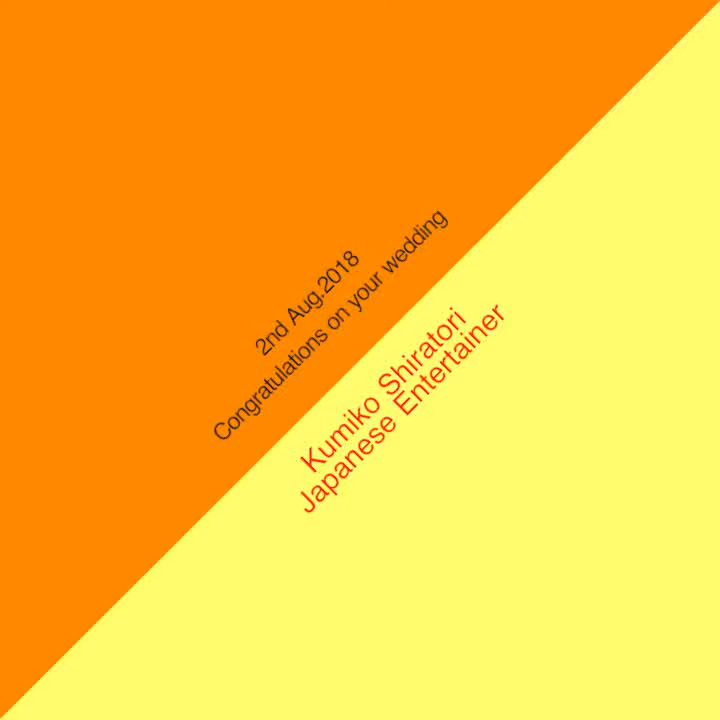 2nd Aug.2018
Congratulations on your wedding
Kumiko Shiratori
Japanese Entertainer